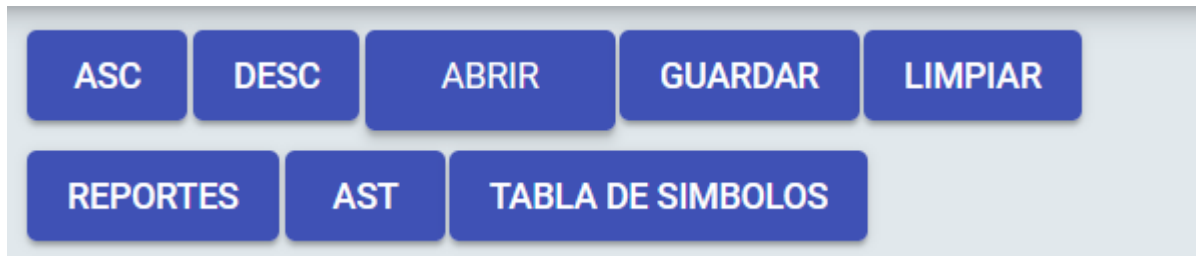 ASC DESC ABRIR GUARDAR LIMPIAR
REPORTES AST TABLA DE SIMBOLOS